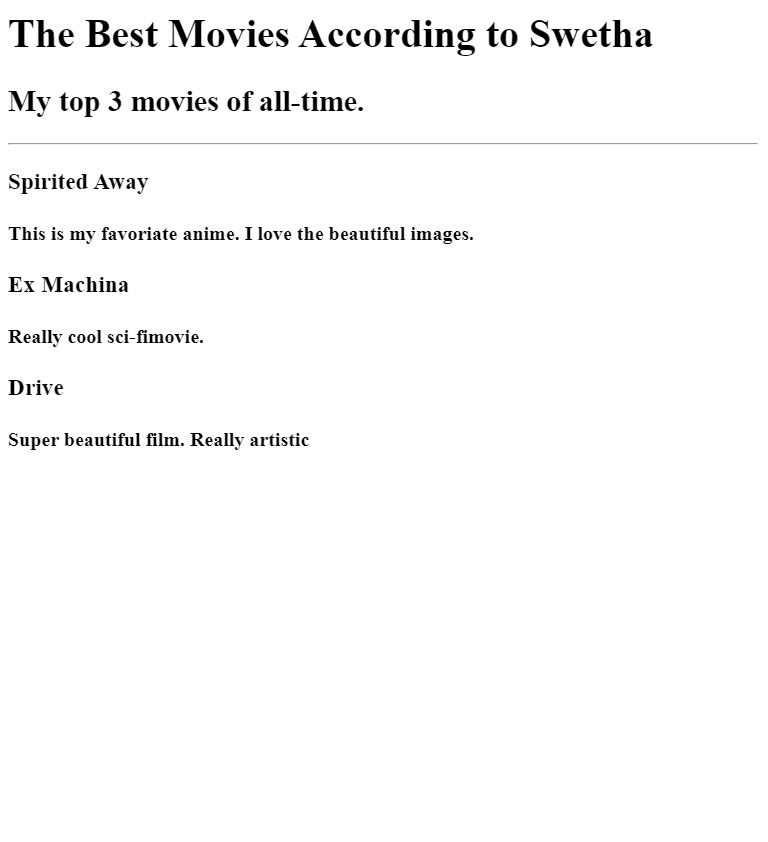 The Best Movies According to Swetha
My top 3 movies of all-time.
Spirited Away
This is my favoriate anime. I love the beautiful images.
Ex Machina
Really cool sci-fimovie.
Drive
Super beautiful film. Really artistic